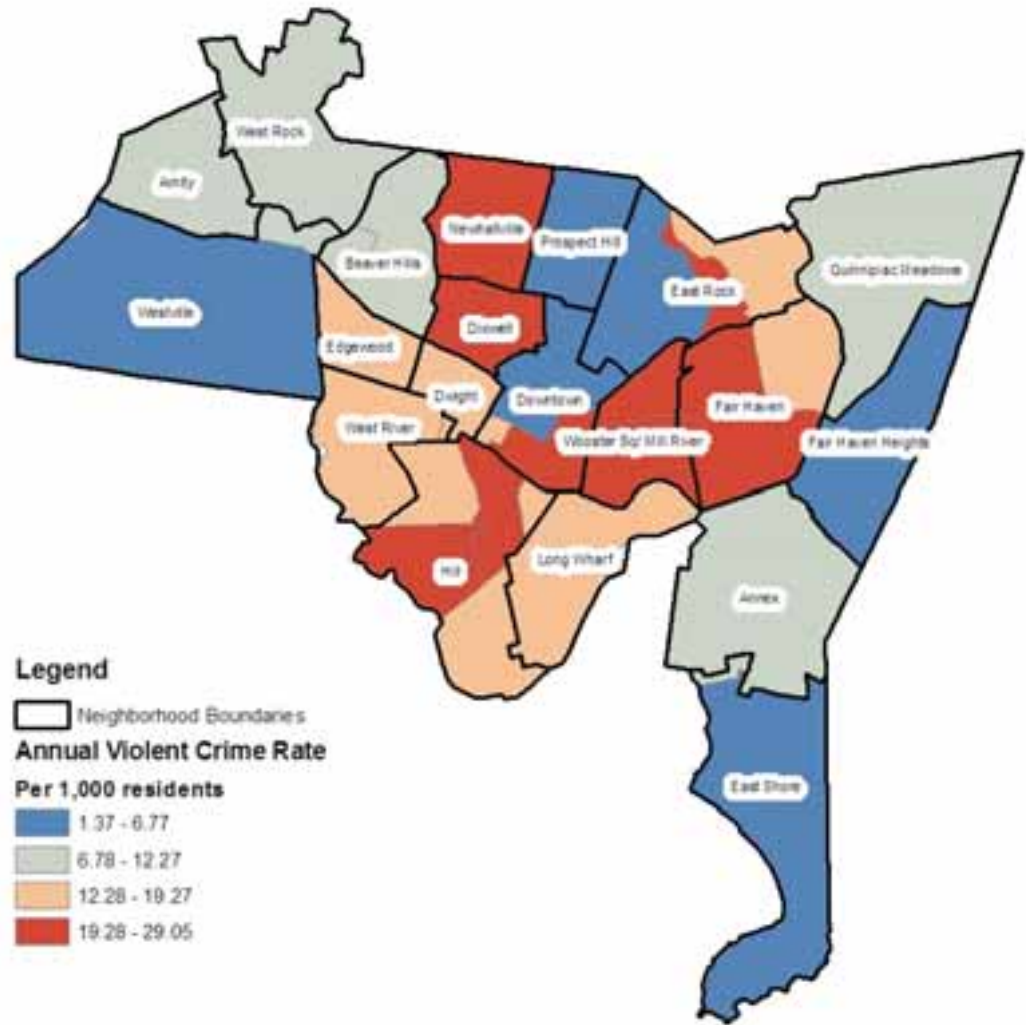 West Rock
Amity
Newhallville
Prospect Hill
Beaver Hills
Quinnipiac Meadows
East Rock
Westville
Dixwell
Edgewood
Dwight
Downtown
Fair Haven
West River
Wooster Sq/ Mill River
Fair Haven Heights
Long Wharf
Hill
Annex
Legend
Neighborhood Boundaries
Annual Violent Crime Rate
Per 1,000 residents
East Shore
1.37 - 6.77
6.78 - 12.27
12.28 - 19.27
19.28 - 29.05